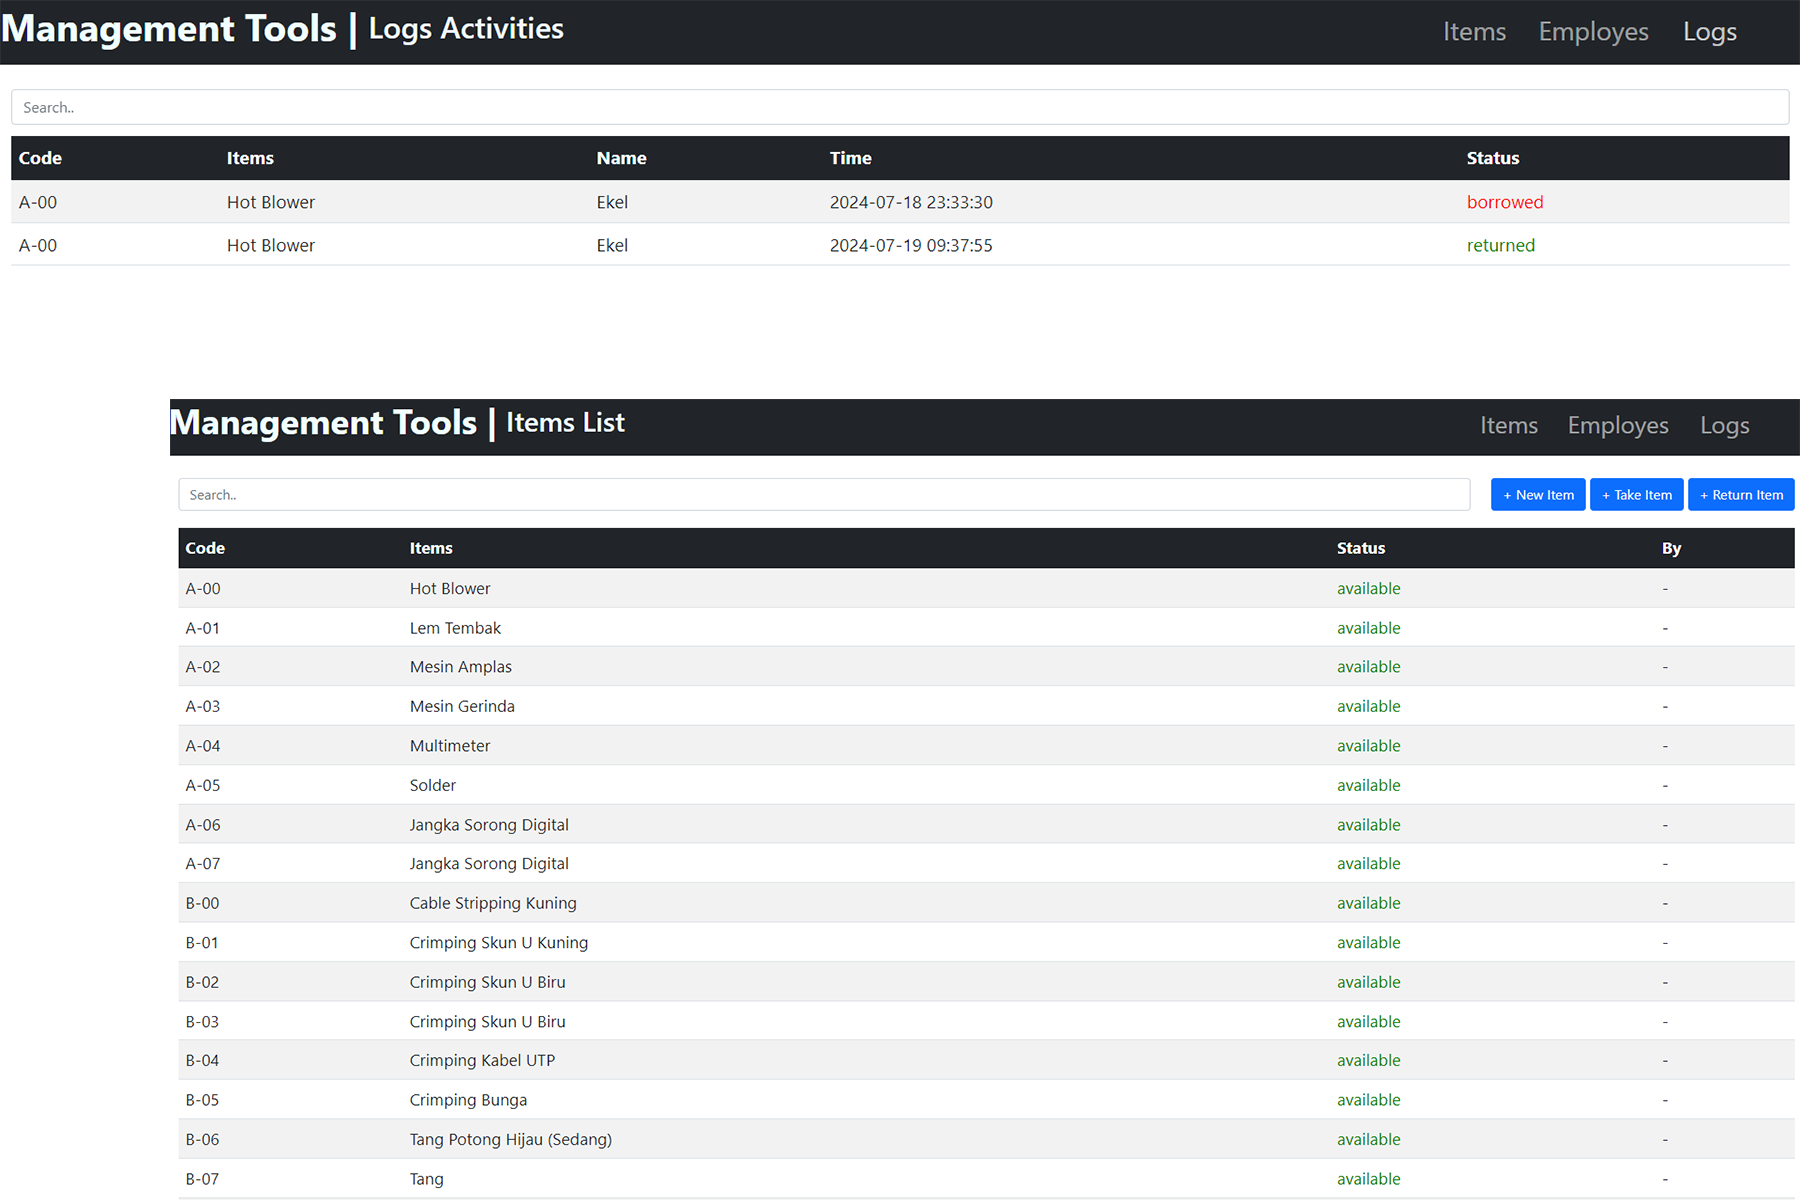 Management Tools | Logs Activities Items Employes Logs
Search..
Code Items Name Time Status
A-00 Hot Blower Ekel 2024-07-18 23:33:30 borrowed
A-00 Hot Blower Ekel 2024-07-19 09:37:55 returned
Management Tools | Items List Items Employes Logs
Search.. + New Item + Take Item + Return Item
Code Items Status By
A-00 Hot Blower available -
A-01 Lem Tembak available -
A-02 Mesin Amplas available -
A-03 Mesin Gerinda available -
A-04 Multimeter available -
A-05 Solder available -
A-06 Jangka Sorong Digital available -
A-07 Jangka Sorong Digital available -
B-00 Cable Stripping Kuning available -
B-01 Crimping Skun U Kuning available -
B-02 Crimping Skun U Biru available -
B-03 Crimping Skun U Biru available -
B-04 Crimping Kabel UTP available -
B-05 Crimping Bunga available -
B-06 Tang Potong Hijau (Sedang) available -
B-07 Tang available -